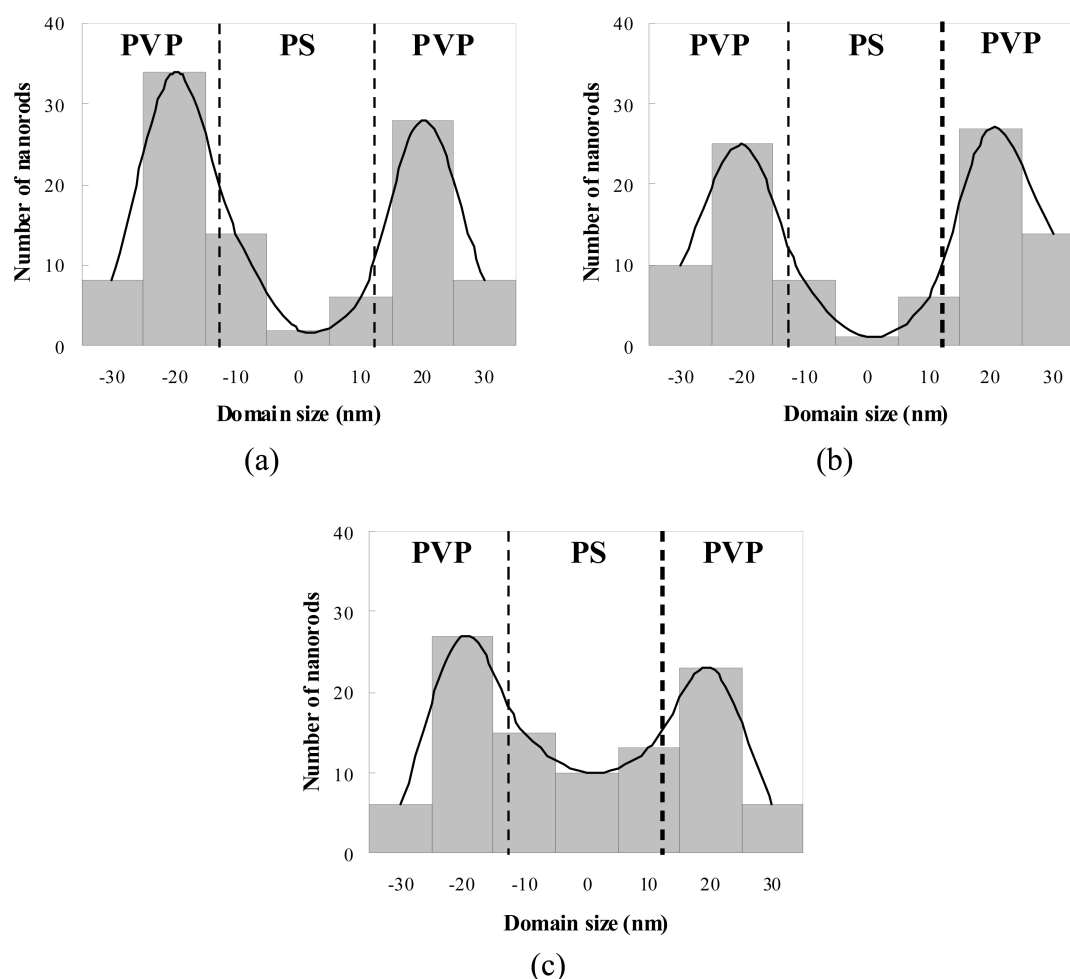 40
30
20
10
0
Number of nanorods
PVP PS PVP
-30 -20 -10 0 10 20 30
Domain size (nm)
(a)
40
30
20
10
0
Number of nanorods
PVP PS PVP
-30 -20 -10 0 10 20 30
Domain size (nm)
(b)
40
30
20
10
0
Number of nanorods
PVP PS PVP
-30 -20 -10 0 10 20 30
Domain size (nm)
(c)